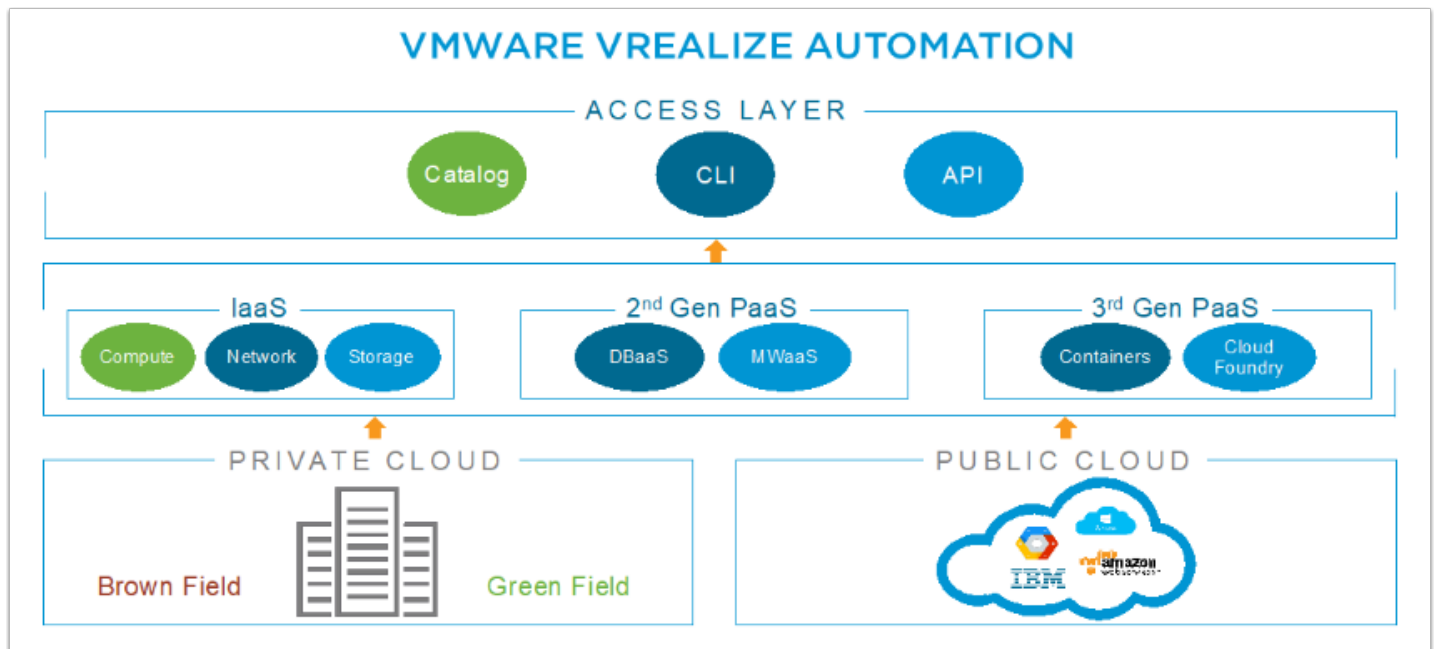 VMWARE VREALIZE AUTOMATION
ACCESS LAYER
Catalog
CLI
API
IaaS
2nd Gen PaaS
3rd Gen PaaS
Compute
Network
Storage
DBaaS
MWaaS
Containers
Cloud
Foundry
PRIVATE CLOUD
PUBLIC CLOUD
Brown Field
Green Field
IBM
amazon